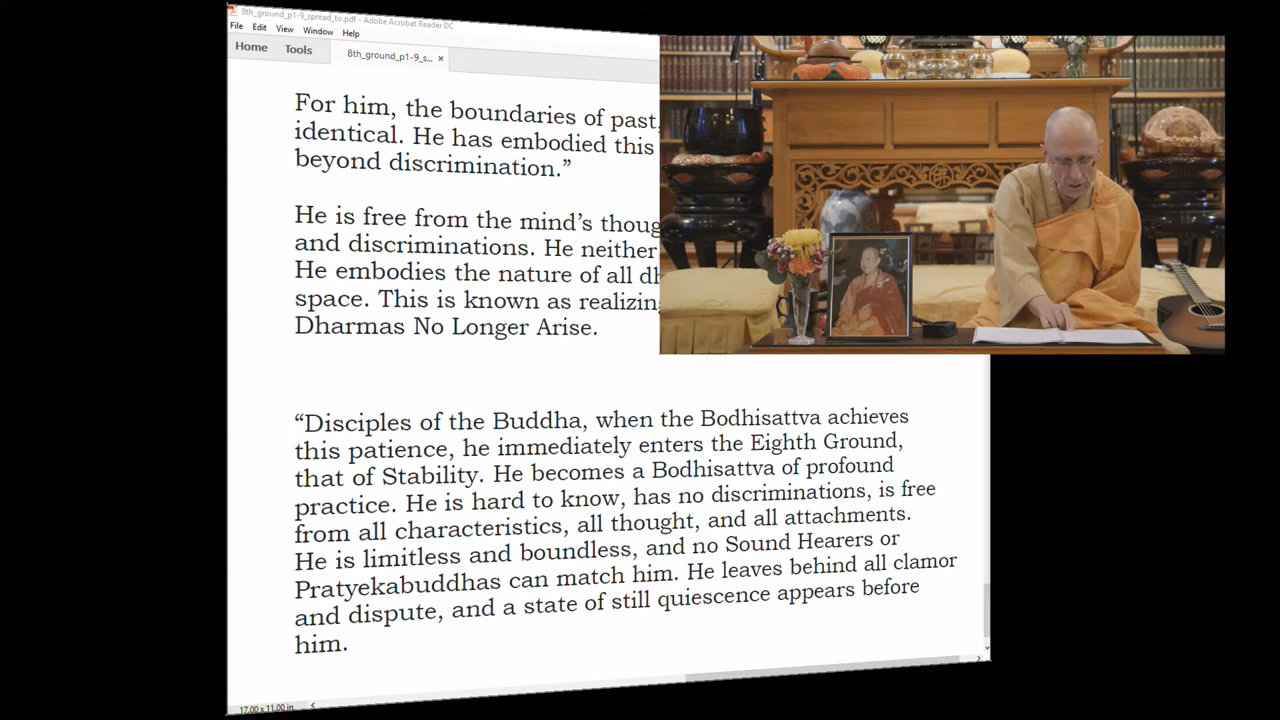 8th_ground_p1-9_spread_to.pdf - Adobe Acrobat Reader DC
File Edit View Window Help
Home Tools 8th_ground_p1-9_s... ×
For him, the boundaries of past,
identical. He has embodied this
beyond discrimination.”
He is free from the mind’s thoug
and discriminations. He neither
He embodies the nature of all dh
space. This is known as realizing
Dharmas No Longer Arise.
“Disciples of the Buddha, when the Bodhisattva achieves
this patience, he immediately enters the Eighth Ground,
that of Stability. He becomes a Bodhisattva of profound
practice. He is hard to know, has no discriminations, is free
from all characteristics, all thought, and all attachments.
He is limitless and boundless, and no Sound Hearers or
Pratyekabuddhas can match him. He leaves behind all clamor
and dispute, and a state of still quiescence appears before
him.
17.00 x 11.00 in